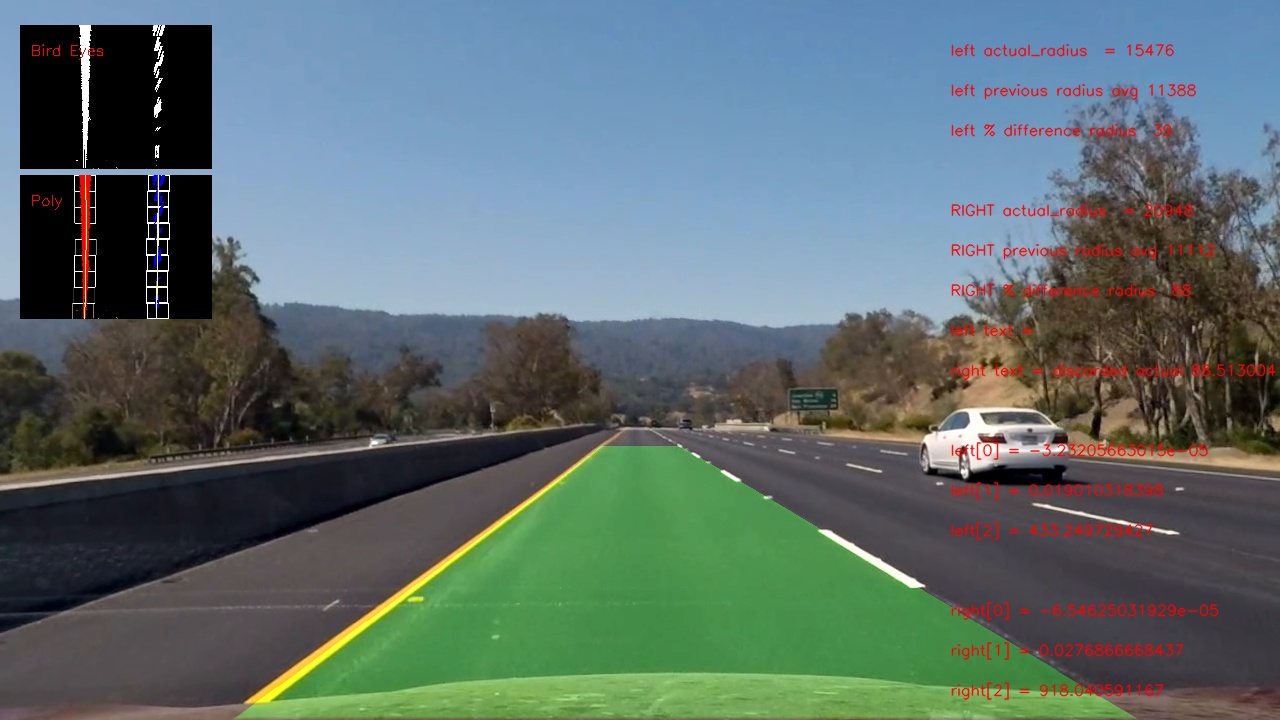 Bird Eyes
Poly
left actual_radius = 15476
left previous radius avg 11388
left % difference radius 39
RIGHT actual_radius = 20948
RIGHT previous radius avg 11112
RIGHT % difference radius 88
left text =
right text = discarded actual 88.513004
left[0] = -3.23205663015e-05
left[1] = 0.019010318398
left[2] = 433.249729427
right[0] = -6.54625031929e-05
right[1] = 0.0276866668437
right[2] = 918.040591167